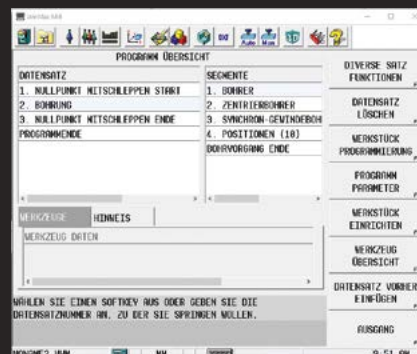 PROGRAMM ÜBERSICHT
DATENSATZ
1. NULLPUNKT MITSCHLEPPEN START
2. BOHRUNG
3. NULLPUNKT MITSCHLEPPEN ENDE
PROGRAMMENDE
SEGMENTE
1. BOHRER
2. ZENTRIERBOHRER
3. SYNCHRON-GEWINDEBOH
4. POSITIONEN (10)
BOHRVORGANG ENDE
WERKZEUGE
HINWEIS
WERKZEUG DATEN
WÄHLEN SIE EINEN SOFTKEY AUS ODER GEBEN SIE DIE
DATENSATZNUMMER AN, ZU DER SIE SPRINGEN WOLLEN.
DIVERSE SATZ
FUNKTIONEN
DATENSATZ
LÖSCHEN
WERKSTÜCK
PROGRAMMIERUNG
PROGRAMM
PARAMETER
WERKSTÜCK
EINRICHTEN
WERKZEUG
ÜBERSICHT
DATENSATZ VORHER
EINFÜGEN
AUSGANG